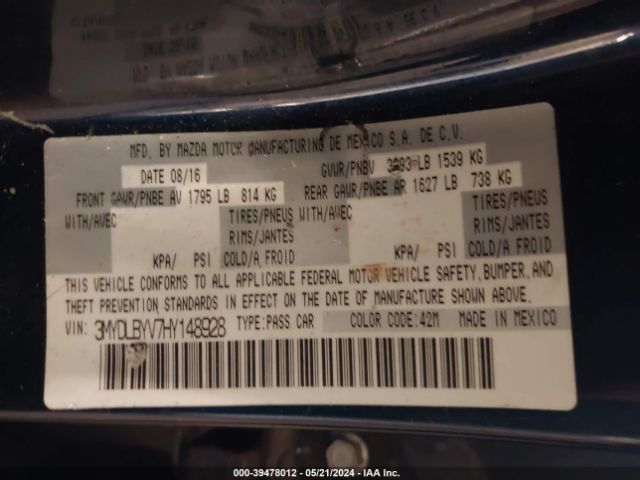 MFD. BY MAZDA MOTOR MANUFACTURING DE MEXICO S.A. DE C.V.
DATE 08/16 GVWR/PNBV LB 1539 KG
FRONT GAWR/PNBE AV 1795 LB 814 KG REAR GAWR/PNBE AR 1627 LB 738 KG
WITH/AVEC TIRES/PNEUS WITH/AVEC TIRES/PNEUS
RIMS/JANTES RIMS/JANTES
KPA/ PSI COLD/A FROID KPA/ PSI COLD/A FROID
THIS VEHICLE CONFORMS TO ALL APPLICABLE FEDERAL MOTOR VEHICLE SAFETY, BUMPER, AND
THEFT PREVENTION STANDARDS IN EFFECT ON THE DATE OF MANUFACTURE SHOWN ABOVE.
VIN: 3MYDLBYV7HY148928 TYPE:PASS CAR COLOR CODE:42M MADE IN MEXICO
000-39478012 — 05/21/2024 — IAAI.com